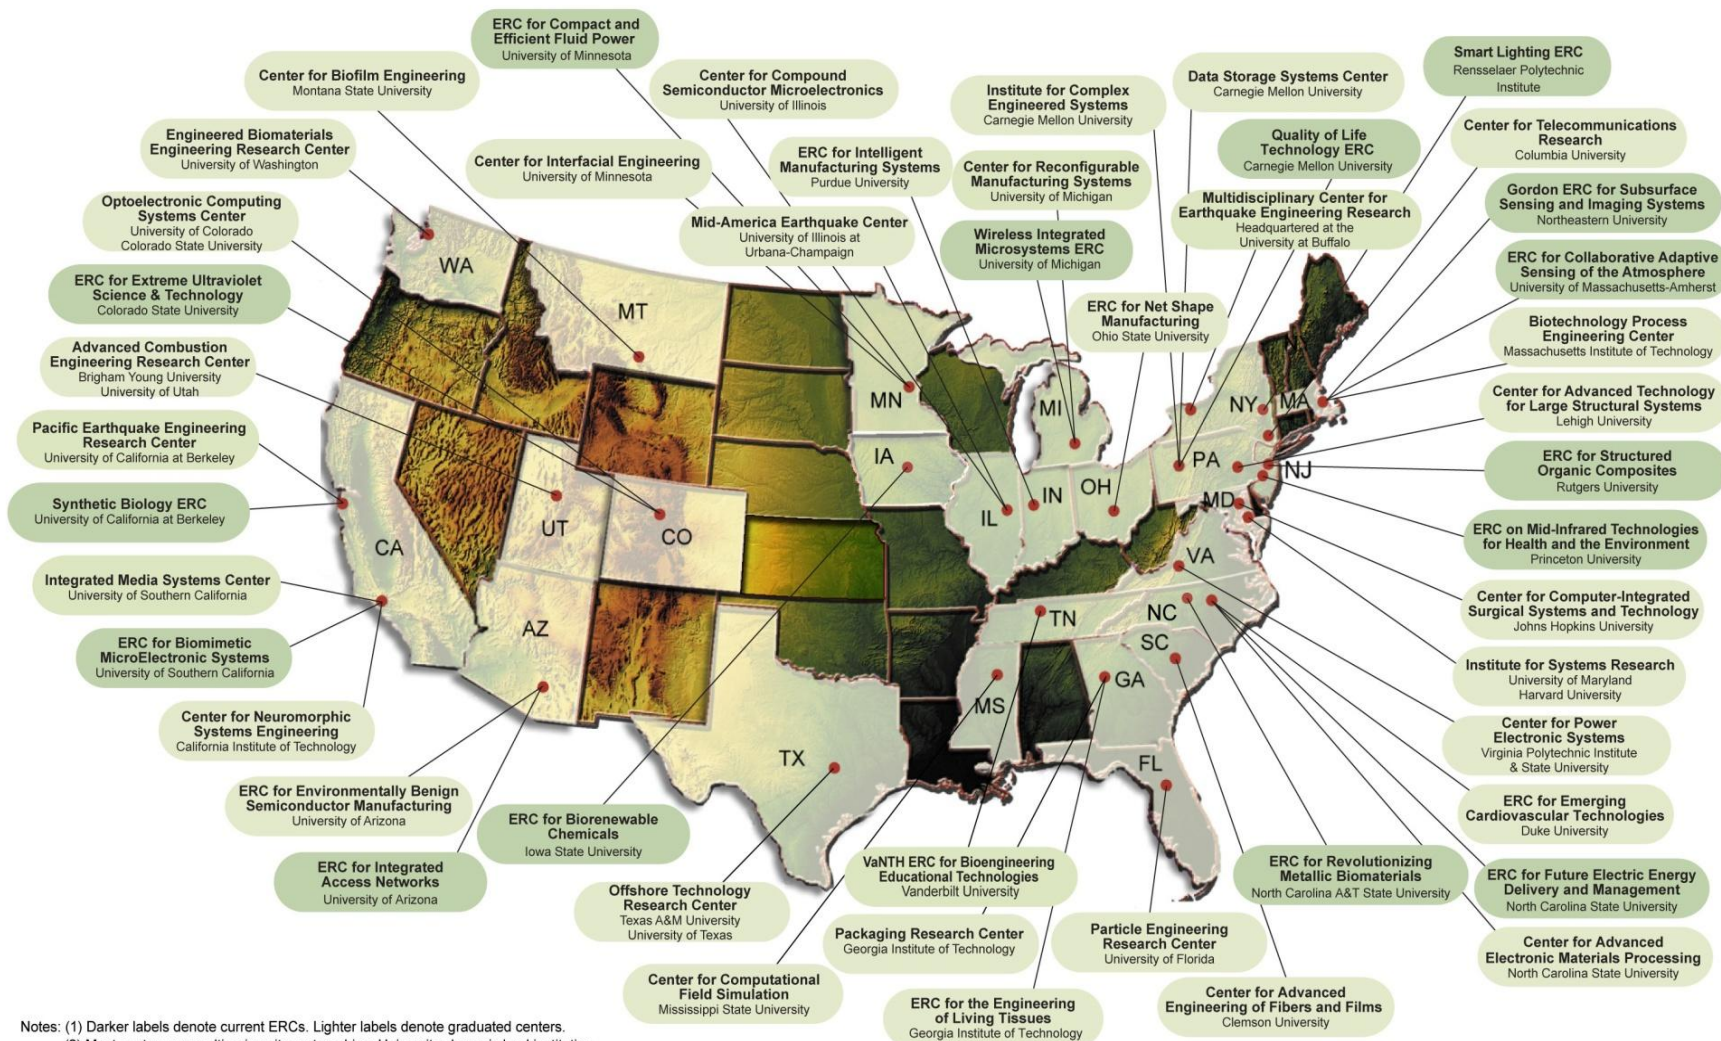 ERC for Compact and
Efficient Fluid Power
University of Minnesota
Center for Biofilm Engineering
Montana State University
Center for Compound
Semiconductor Microelectronics
University of Illinois
Institute for Complex
Engineered Systems
Carnegie Mellon University
Data Storage Systems Center
Carnegie Mellon University
Smart Lighting ERC
Rensselaer Polytechnic
Institute
Engineered Biomaterials
Engineering Research Center
University of Washington
Center for Interfacial Engineering
University of Minnesota
ERC for Intelligent
Manufacturing Systems
Purdue University
Center for Reconfigurable
Manufacturing Systems
University of Michigan
Quality of Life
Technology ERC
Carnegie Mellon University
Center for Telecommunications
Research
Columbia University
Optoelectronic Computing
Systems Center
University of Colorado
Colorado State University
Mid-America Earthquake Center
University of Illinois at
Urbana-Champaign
Wireless Integrated
Microsystems ERC
University of Michigan
Multidisciplinary Center for
Earthquake Engineering Research
Headquartered at the
University at Buffalo
Gordon ERC for Subsurface
Sensing and Imaging Systems
Northeastern University
ERC for Extreme Ultraviolet
Science & Technology
Colorado State University
ERC for Net Shape
Manufacturing
Ohio State University
ERC for Collaborative Adaptive
Sensing of the Atmosphere
University of Massachusetts-Amherst
Advanced Combustion
Engineering Research Center
Brigham Young University
University of Utah
Biotechnology Process
Engineering Center
Massachusetts Institute of Technology
Pacific Earthquake Engineering
Research Center
University of California at Berkeley
Center for Advanced Technology
for Large Structural Systems
Lehigh University
Synthetic Biology ERC
University of California at Berkeley
ERC for Structured
Organic Composites
Rutgers University
Integrated Media Systems Center
University of Southern California
ERC on Mid-Infrared Technologies
for Health and the Environment
Princeton University
ERC for Biomimetic
MicroElectronic Systems
University of Southern California
Center for Computer-Integrated
Surgical Systems and Technology
Johns Hopkins University
Center for Neuromorphic
Systems Engineering
California Institute of Technology
Institute for Systems Research
University of Maryland
Harvard University
ERC for Environmentally Benign
Semiconductor Manufacturing
University of Arizona
Center for Power
Electronic Systems
Virginia Polytechnic Institute
& State University
ERC for Integrated
Access Networks
University of Arizona
ERC for Biorenewable
Chemicals
Iowa State University
ERC for Emerging
Cardiovascular Technologies
Duke University
Offshore Technology
Research Center
Texas A&M University
University of Texas
VaNTH ERC for Bioengineering
Educational Technologies
Vanderbilt University
ERC for Revolutionizing
Metallic Biomaterials
North Carolina A&T State University
ERC for Future Electric Energy
Delivery and Management
North Carolina State University
Packaging Research Center
Georgia Institute of Technology
Particle Engineering
Research Center
University of Florida
Center for Advanced
Electronic Materials Processing
North Carolina State University
Center for Computational
Field Simulation
Mississippi State University
ERC for the Engineering
of Living Tissues
Georgia Institute of Technology
Center for Advanced
Engineering of Fibers and Films
Clemson University
WA
MT
MN
MI
NY
MA
IA
PA
NJ
UT
CO
IL
IN
OH
MD
CA
VA
AZ
TN
NC
SC
MS
GA
TX
FL
Notes: (1) Darker labels denote current ERCs. Lighter labels denote graduated centers.